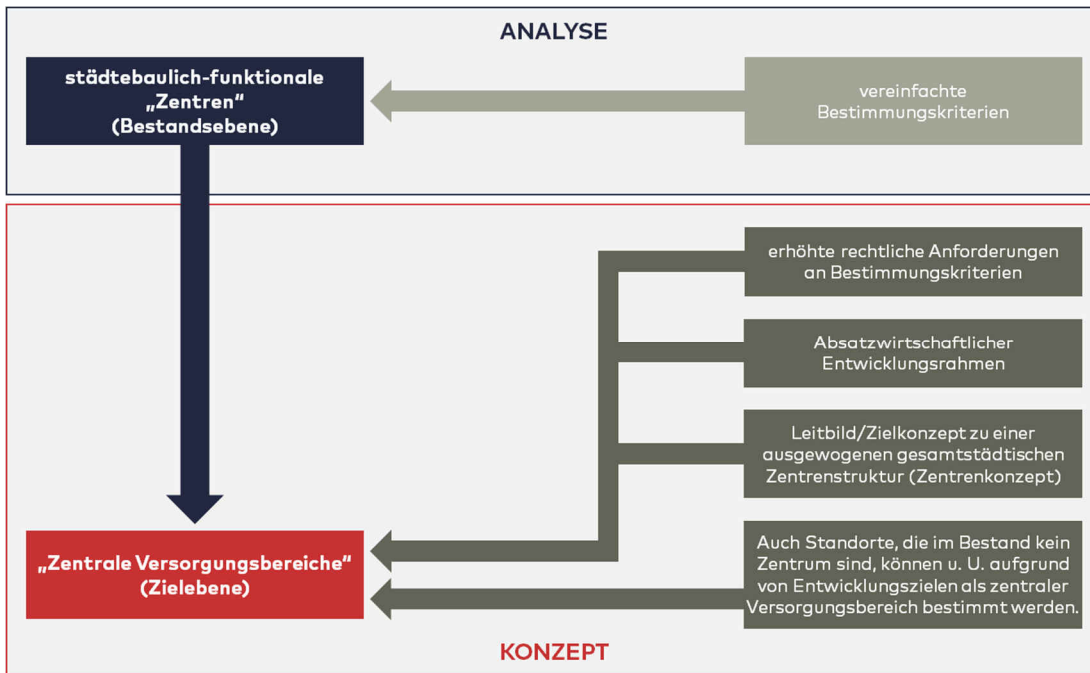 ANALYSE
städtebaulich-funktionale
„Zentren“
(Bestandsebene)
vereinfachte
Bestimmungskriterien
erhöhte rechtliche Anforderungen
an Bestimmungskriterien
Absatzwirtschaftlicher
Entwicklungsrahmen
Leitbild/Zielkonzept zu einer
ausgewogenen gesamtstädtischen
Zentrenstruktur (Zentrenkonzept)
„Zentrale Versorgungsbereiche“
(Zielebene)
Auch Standorte, die im Bestand kein
Zentrum sind, können u. U. aufgrund
von Entwicklungszielen als zentraler
Versorgungsbereich bestimmt werden.
KONZEPT